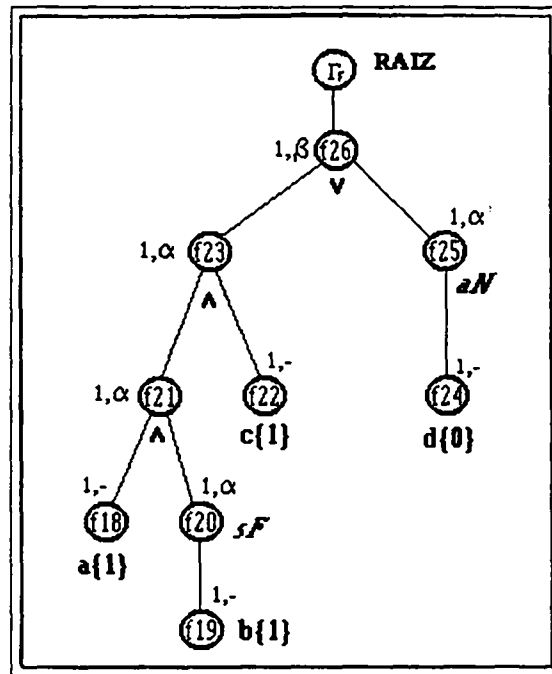 Γr RAIZ
1,β f26
∨
1,α f23 1,α f25
∧ aN
1,α f21 1,- f22 1,- f24
∧ c{1} d{0}
1,- f18 1,α f20 sF
a{1}
1,- f19 b{1}